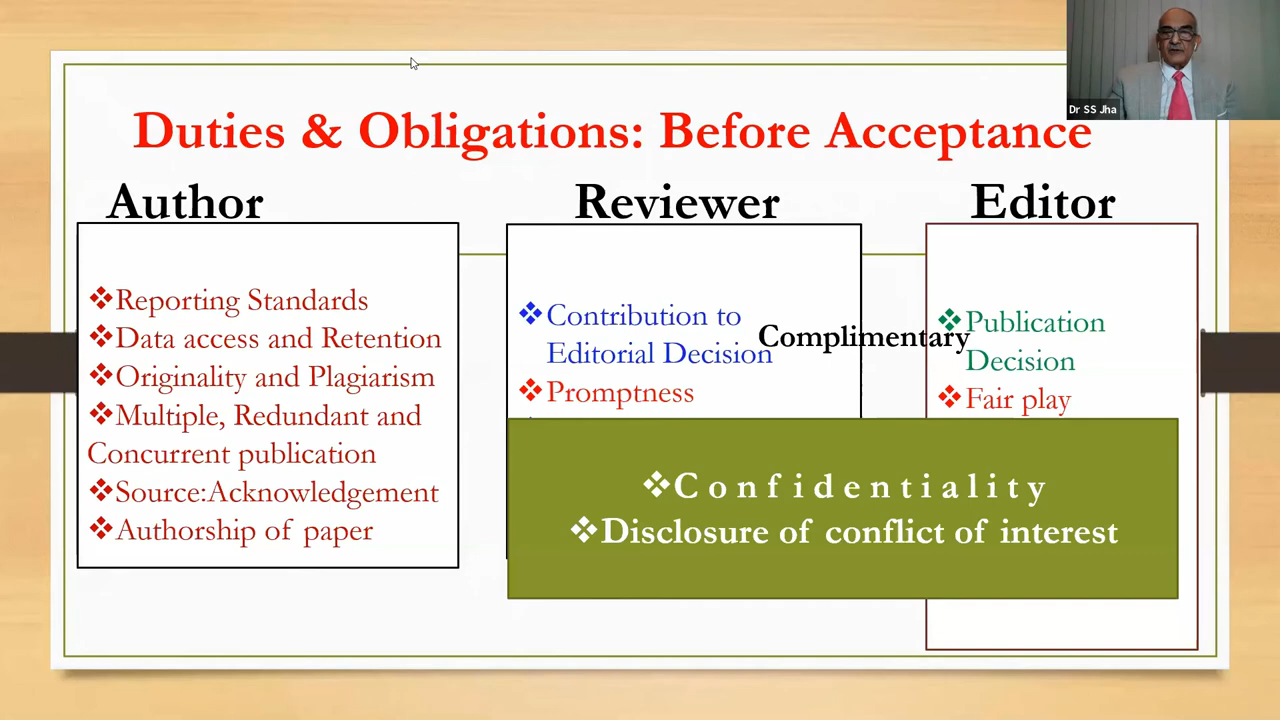 Dr SS Jha
Duties & Obligations: Before Acceptance
Author
❖Reporting Standards
❖Data access and Retention
❖Originality and Plagiarism
❖Multiple, Redundant and
Concurrent publication
❖Source:Acknowledgement
❖Authorship of paper
Reviewer
❖Contribution to
Editorial Decision
❖Promptness
Complimentary
Editor
❖Publication
Decision
❖Fair play
❖Confidentiality
❖Disclosure of conflict of interest